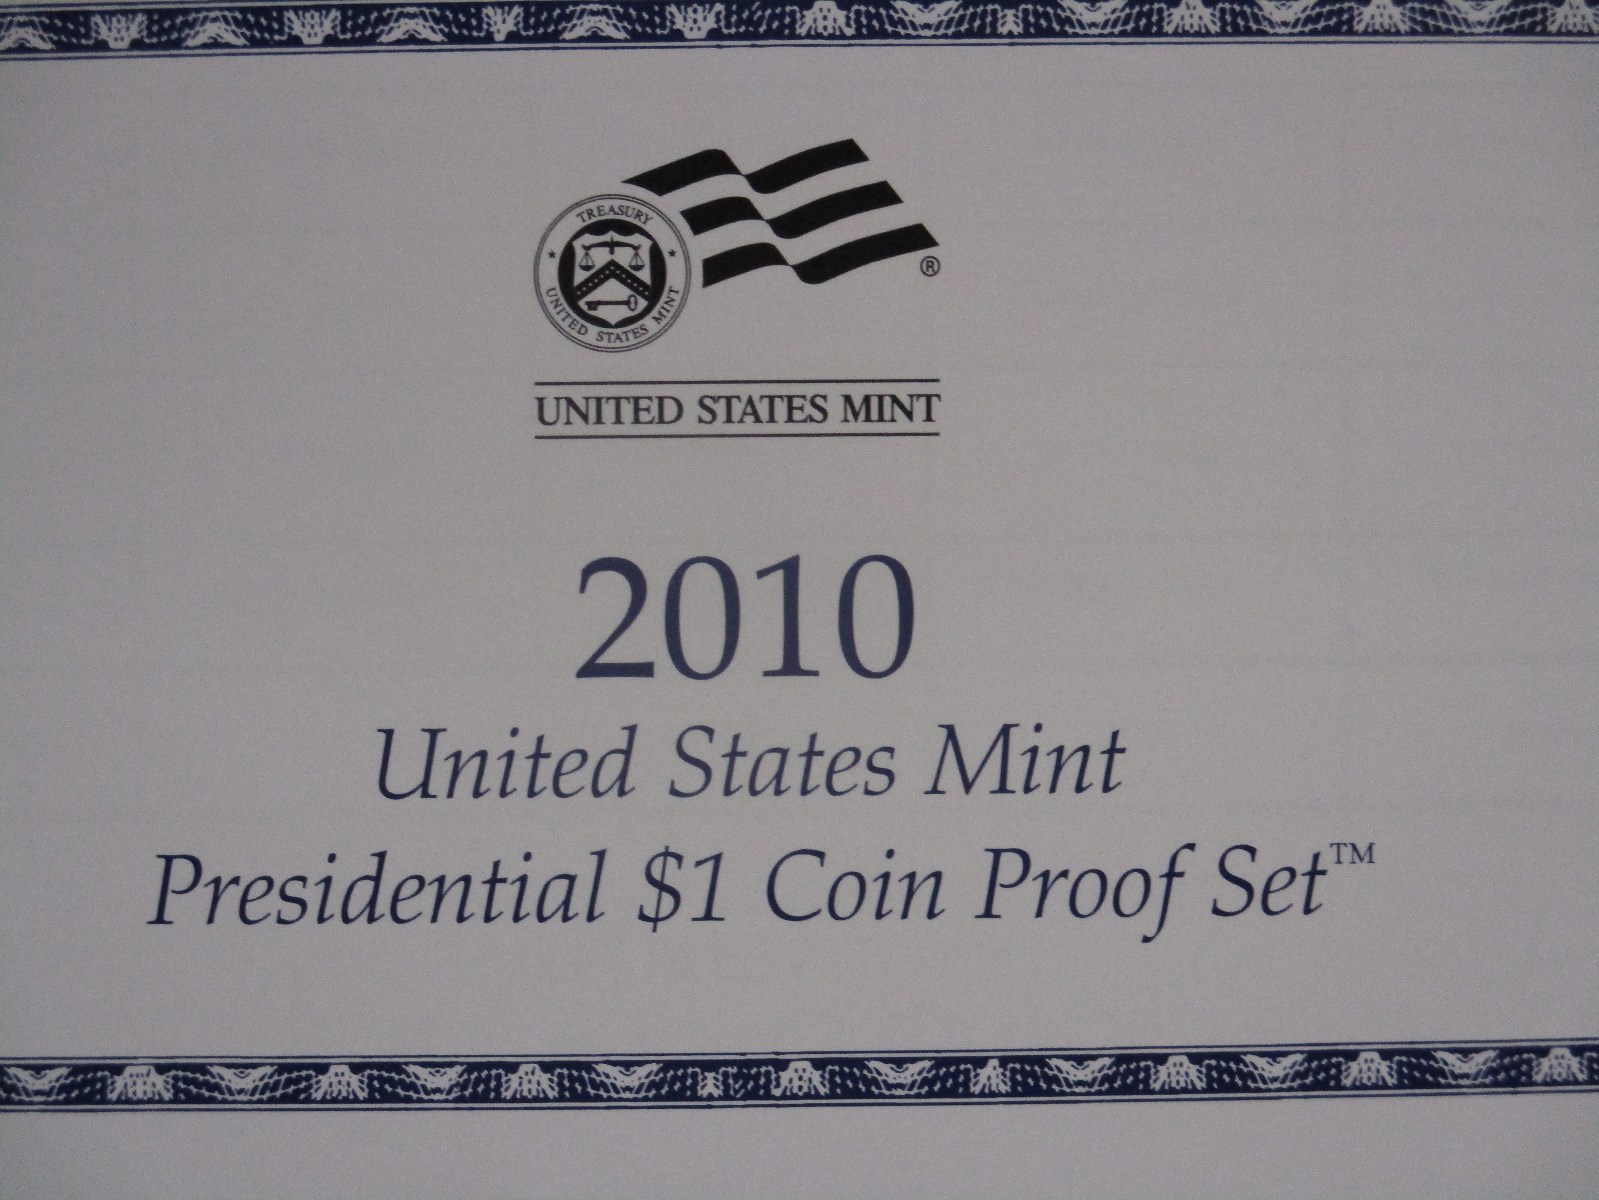 TREASURY
UNITED STATES MINT
®
UNITED STATES MINT
2010
United States Mint
Presidential $1 Coin Proof Set™